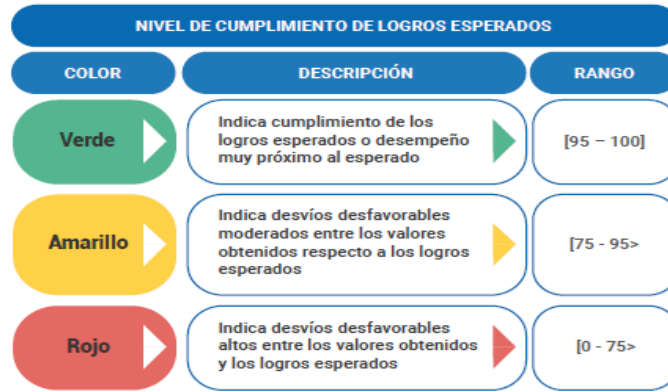 NIVEL DE CUMPLIMIENTO DE LOGROS ESPERADOS
COLOR
DESCRIPCIÓN
RANGO
Verde
Indica cumplimiento de los
logros esperados o desempeño
muy próximo al esperado
[95 – 100]
Amarillo
Indica desvíos desfavorables
moderados entre los valores
obtenidos respecto a los logros
esperados
[75 - 95>
Rojo
Indica desvíos desfavorables
altos entre los valores obtenidos
y los logros esperados
[0 - 75>